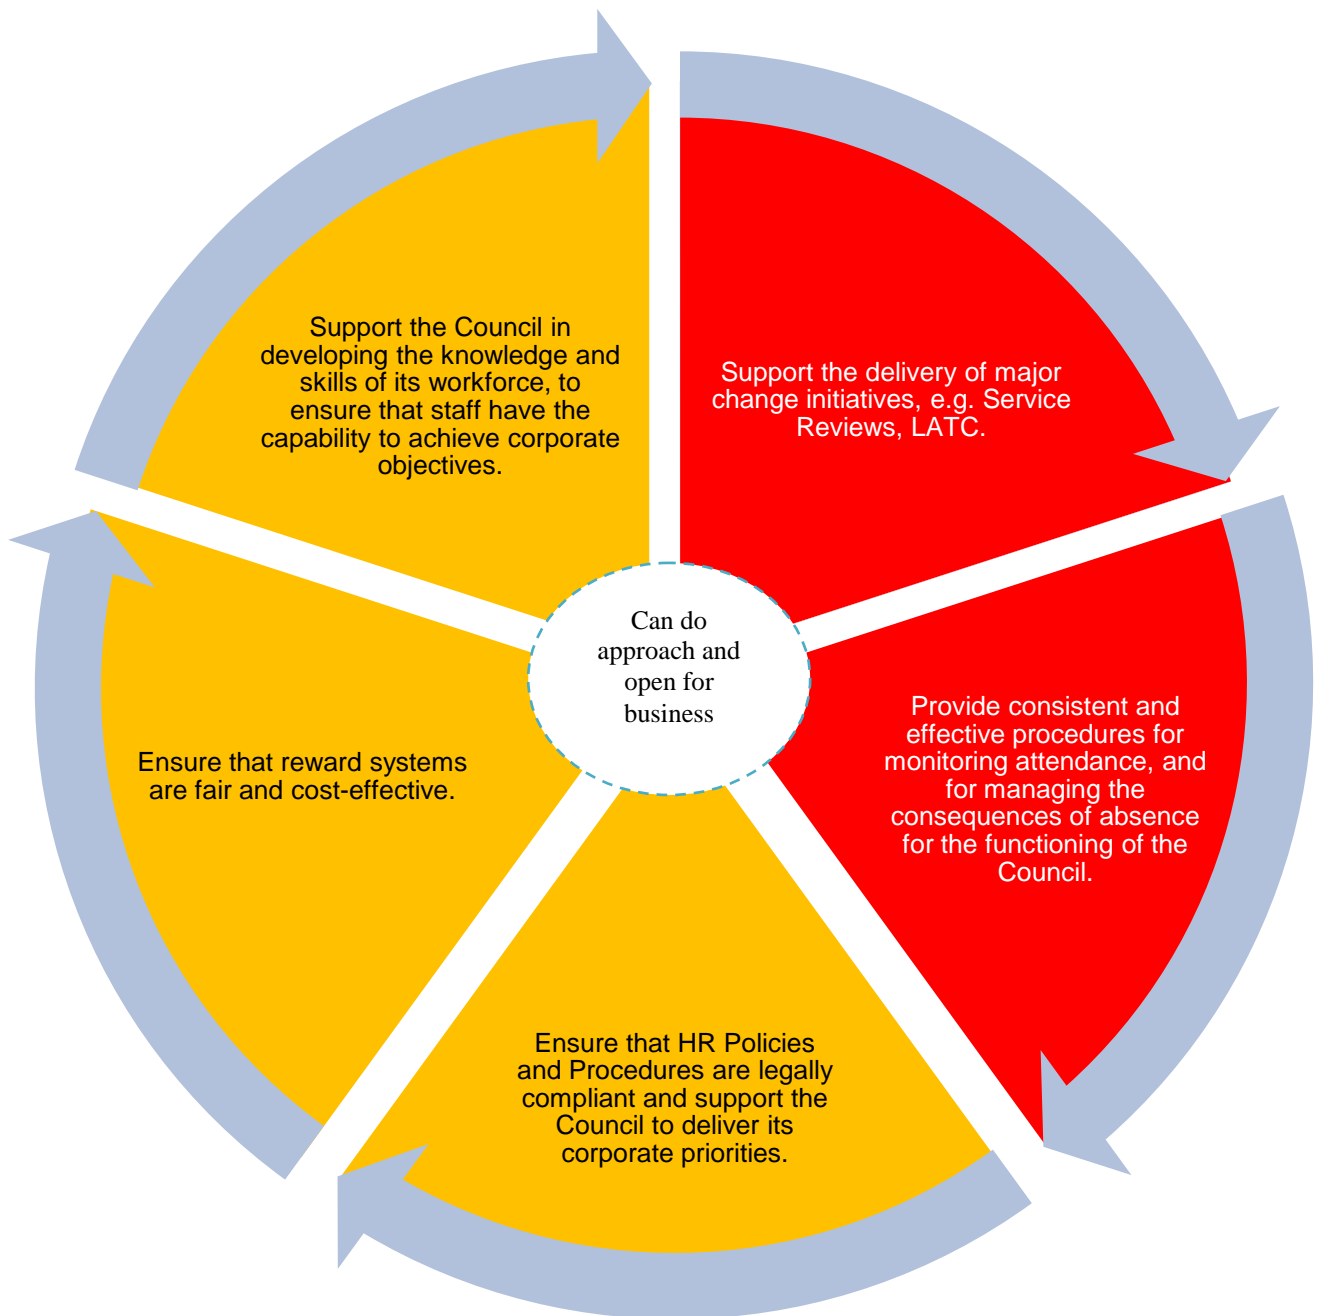 Support the Council in
developing the knowledge and
skills of its workforce, to
ensure that staff have the
capability to achieve corporate
objectives.
Support the delivery of major
change initiatives, e.g. Service
Reviews, LATC.
Can do
approach and
open for
business
Provide consistent and
effective procedures for
monitoring attendance, and
for managing the
consequences of absence
for the functioning of the
Council.
Ensure that reward systems
are fair and cost-effective.
Ensure that HR Policies
and Procedures are legally
compliant and support the
Council to deliver its
corporate priorities.